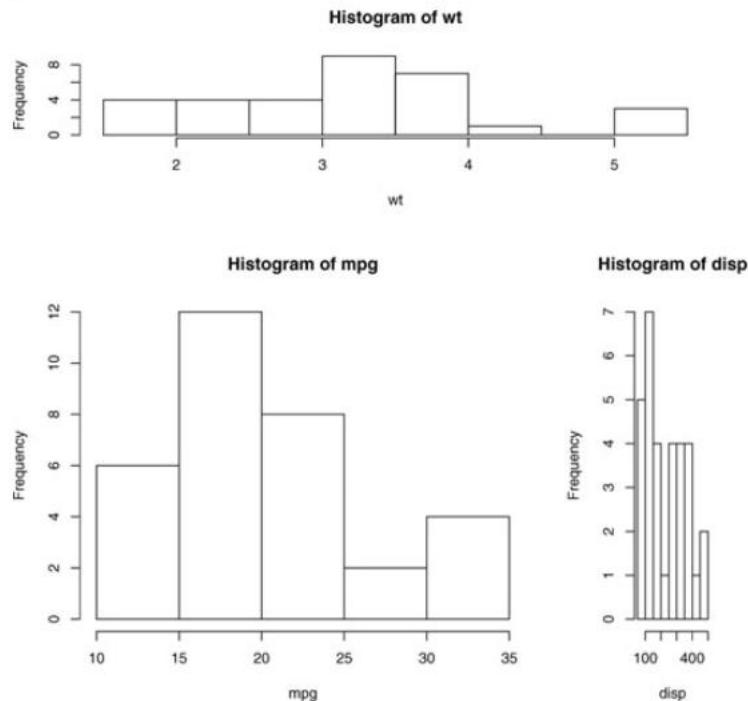 Histogram of wt
Frequency
0 4 8
2 3 4 5
wt
Histogram of mpg
Frequency
0 2 4 6 8 10 12
10 15 20 25 30 35
mpg
Histogram of disp
Frequency
0 1 2 3 4 5 6 7
100 400
disp